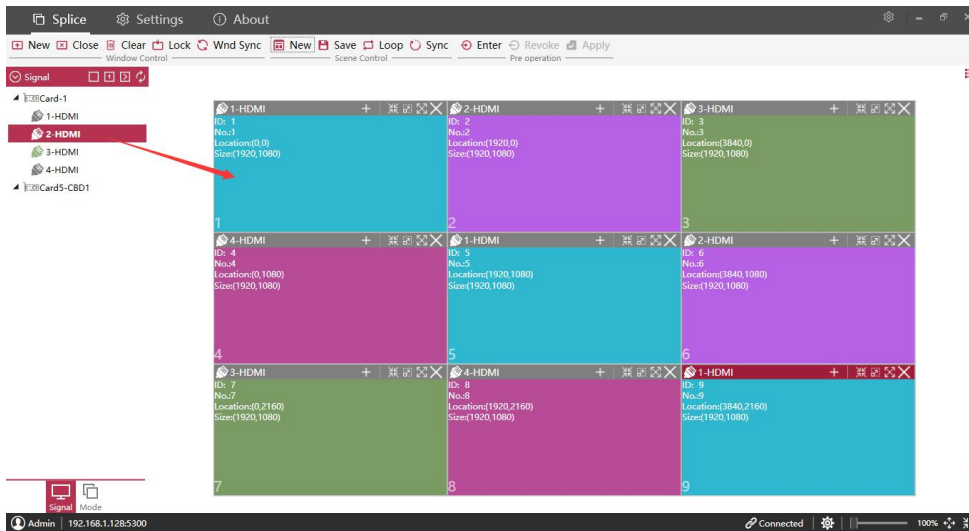 Splice Settings About
New Close Clear Lock Wnd Sync New Save Loop Sync Enter Revoke Apply
Window Control Scene Control Pre operation
Signal
Card-1
1-HDMI
2-HDMI
3-HDMI
4-HDMI
Card5-CBD1
1-HDMI
ID: 1
No.:1
Location:(0,0)
Size:(1920,1080)
1
2-HDMI
ID: 2
No.:2
Location:(1920,0)
Size:(1920,1080)
2
3-HDMI
ID: 3
No.:3
Location:(3840,0)
Size:(1920,1080)
3
4-HDMI
ID: 4
No.:4
Location:(0,1080)
Size:(1920,1080)
4
1-HDMI
ID: 5
No.:5
Location:(1920,1080)
Size:(1920,1080)
5
2-HDMI
ID: 6
No.:6
Location:(3840,1080)
Size:(1920,1080)
6
3-HDMI
ID: 7
No.:7
Location:(0,2160)
Size:(1920,1080)
7
4-HDMI
ID: 8
No.:8
Location:(1920,2160)
Size:(1920,1080)
8
1-HDMI
ID: 9
No.:9
Location:(3840,2160)
Size:(1920,1080)
9
Signal Mode
Admin 192.168.1.128:5300 Connected 100%